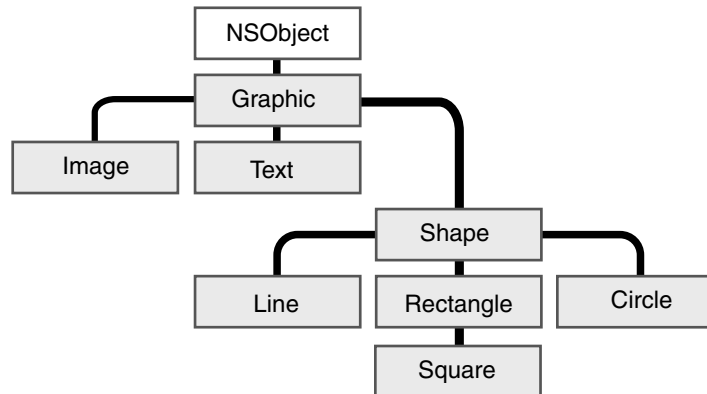 NSObject
Graphic
Image
Text
Shape
Line
Rectangle
Circle
Square